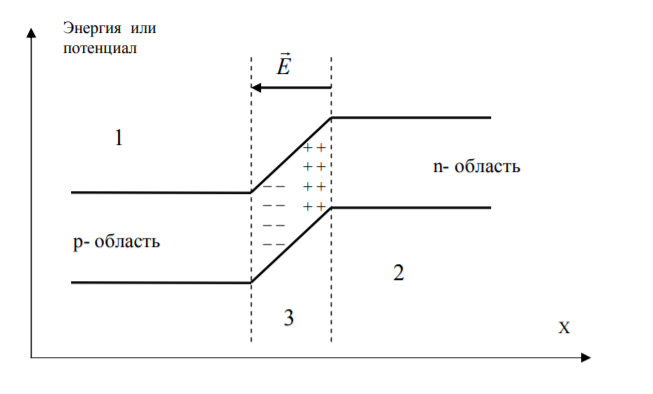 Энергия или
потенциал
E
1
+ +
+ +
n- область
− −
+ +
− −
+ +
p- область
− −
− −
2
3
X